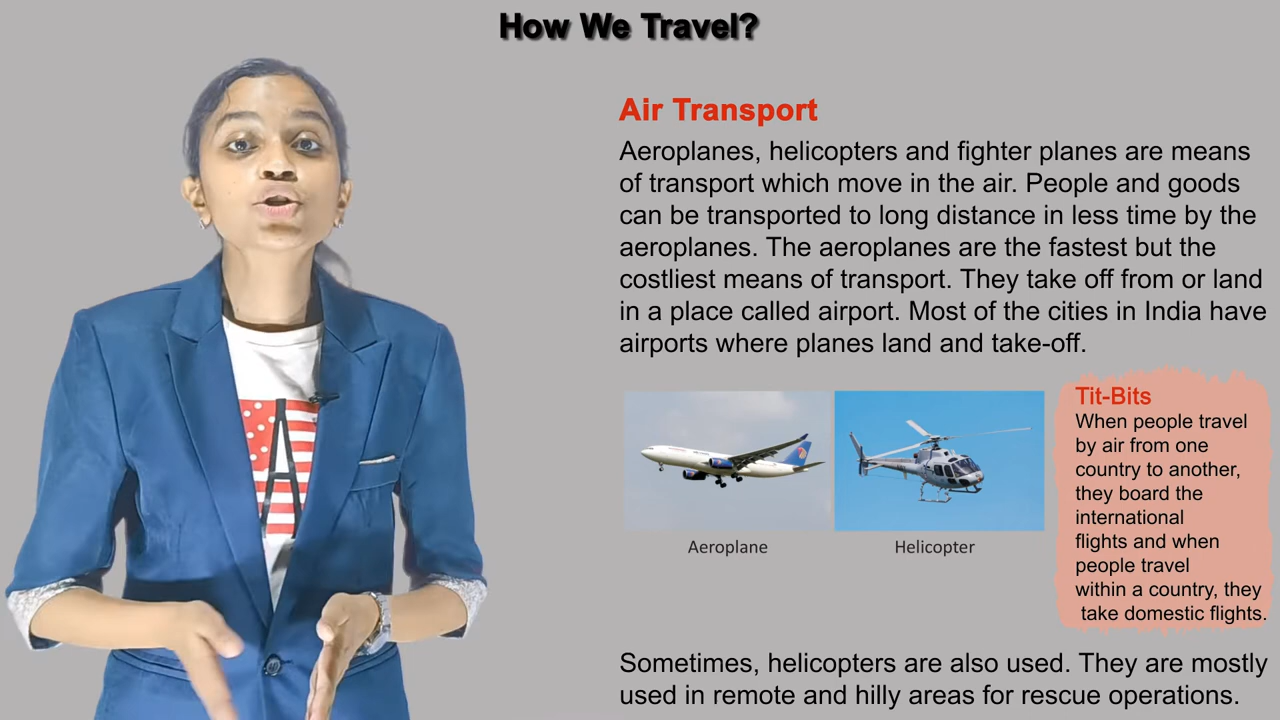 How We Travel?
Air Transport
Aeroplanes, helicopters and fighter planes are means
of transport which move in the air. People and goods
can be transported to long distance in less time by the
aeroplanes. The aeroplanes are the fastest but the
costliest means of transport. They take off from or land
in a place called airport. Most of the cities in India have
airports where planes land and take-off.
Aeroplane
Helicopter
Tit-Bits
When people travel
by air from one
country to another,
they board the
international
flights and when
people travel
within a country, they
take domestic flights.
Sometimes, helicopters are also used. They are mostly
used in remote and hilly areas for rescue operations.
A